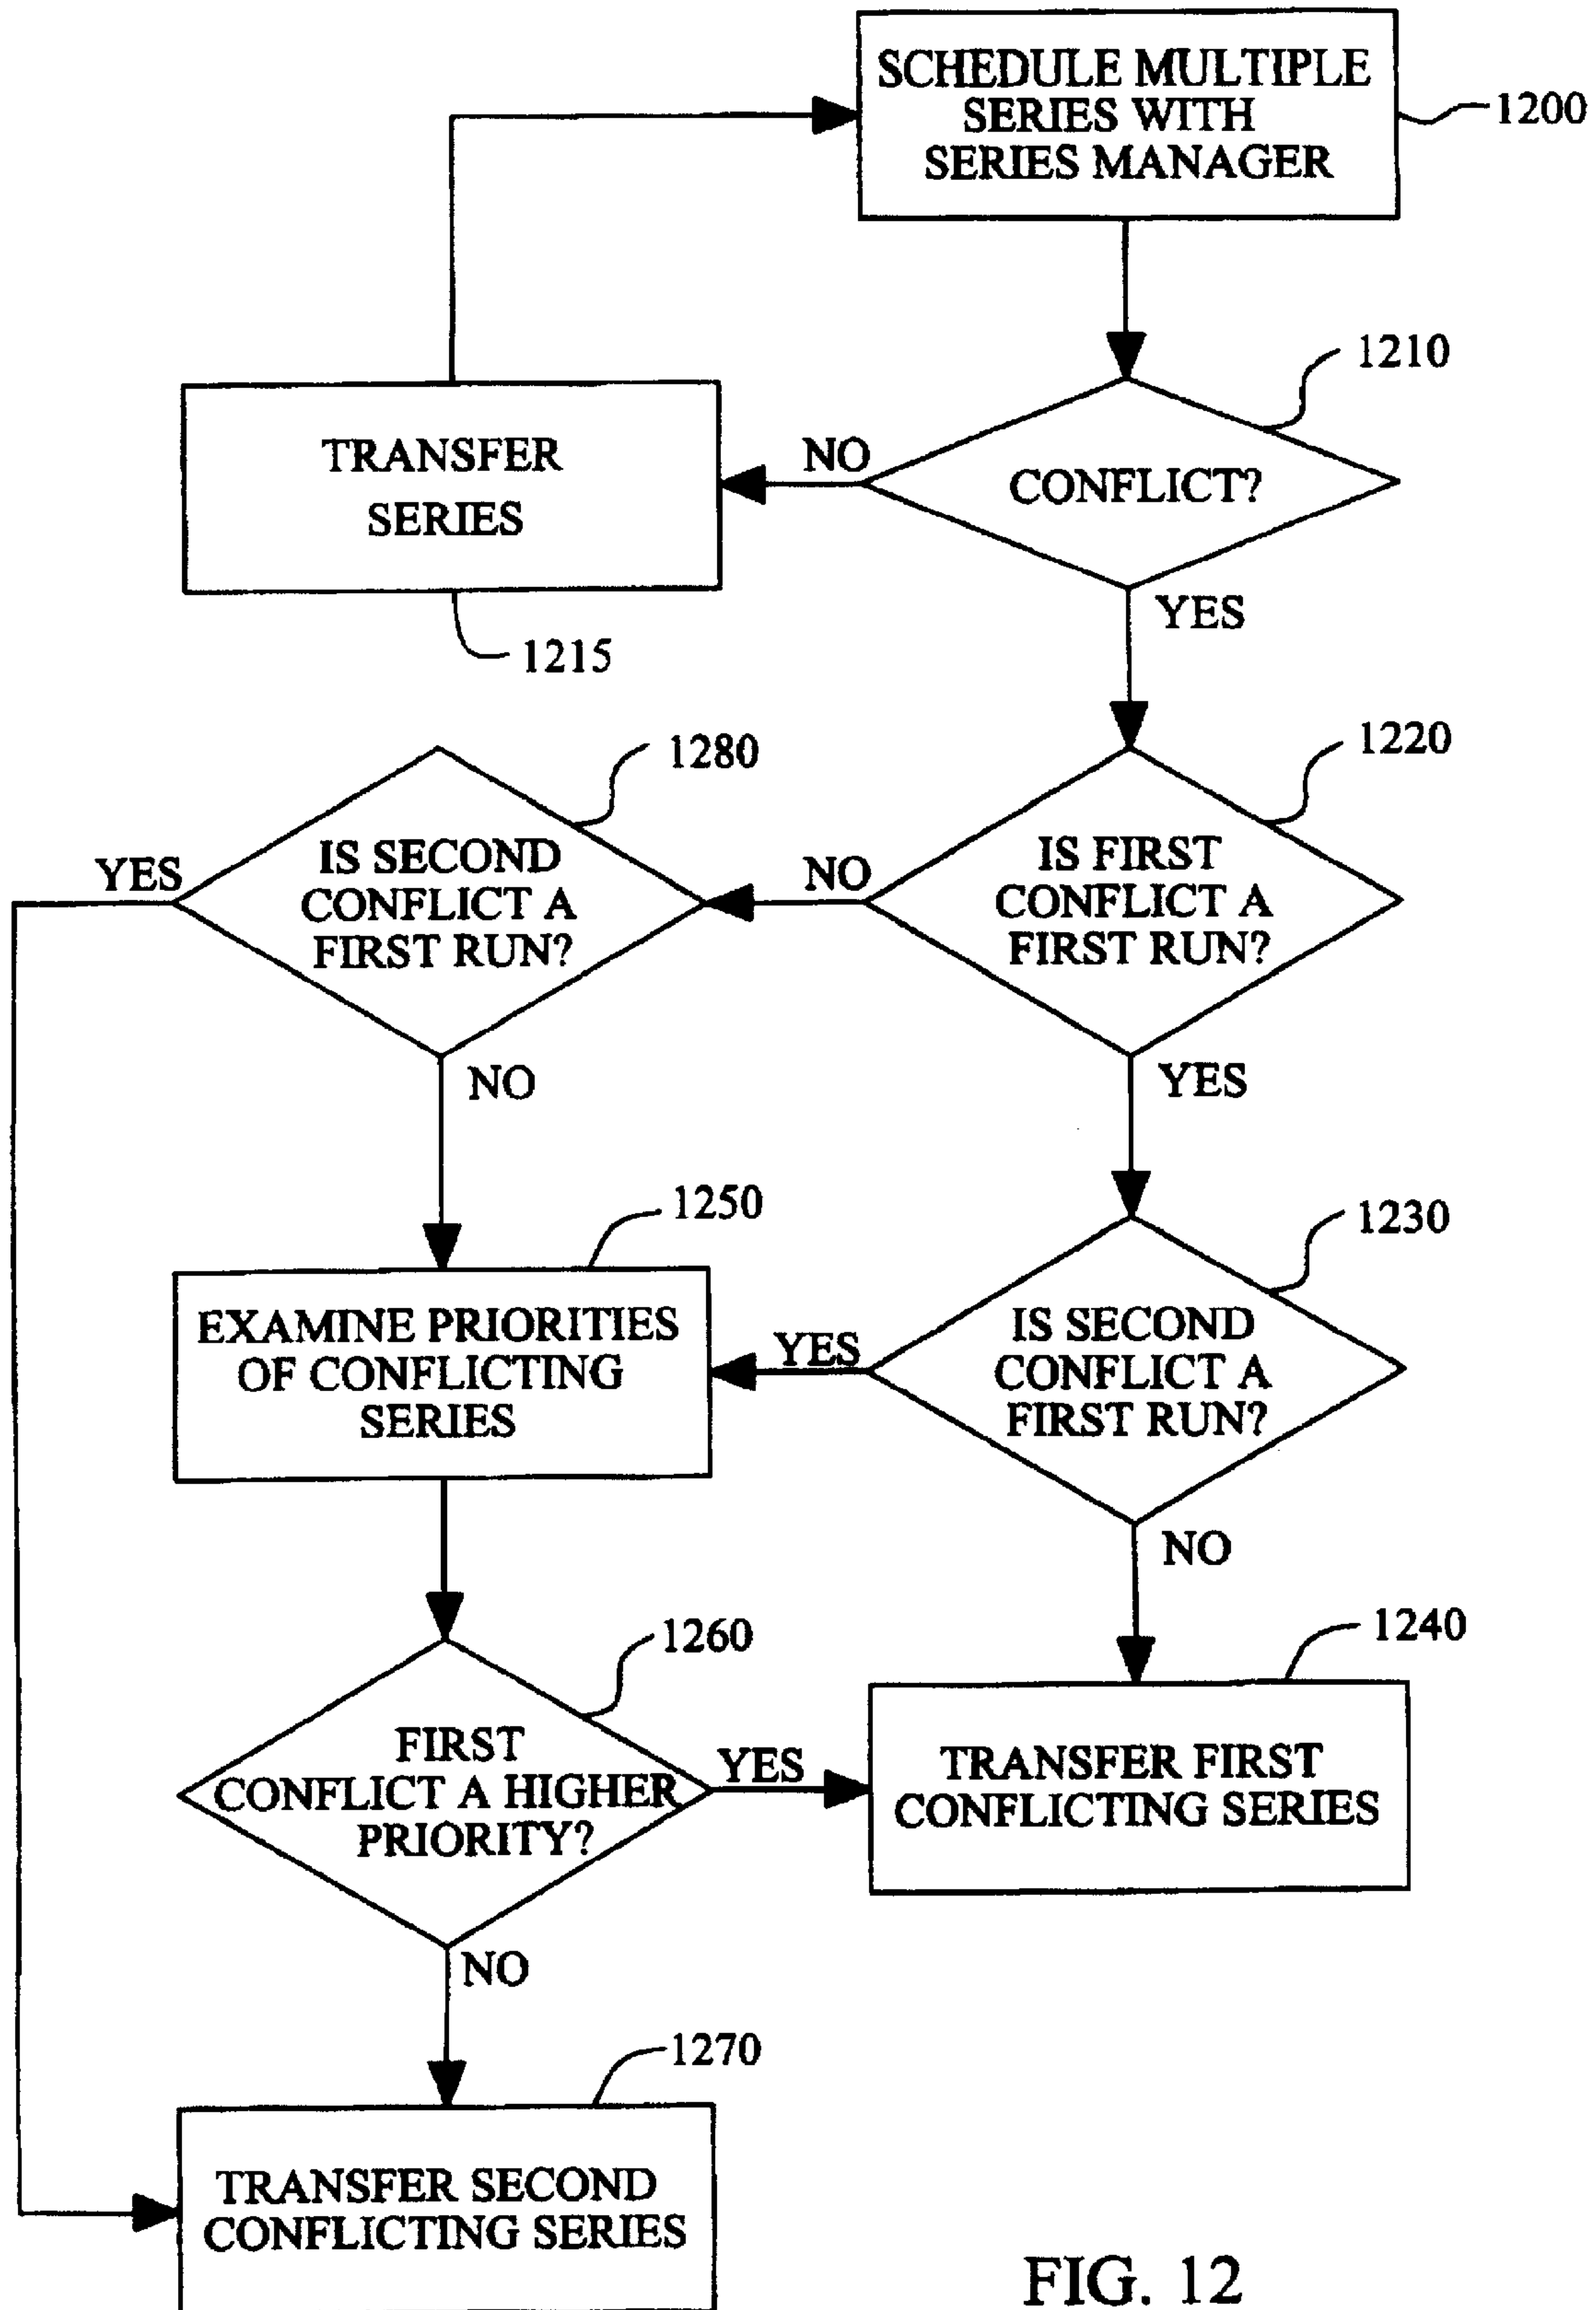 SCHEDULE MULTIPLE
SERIES WITH
SERIES MANAGER
1200
1210
CONFLICT?
NO
TRANSFER
SERIES
1215
YES
1220
IS FIRST
CONFLICT A
FIRST RUN?
NO
1280
IS SECOND
CONFLICT A
FIRST RUN?
YES
NO
YES
1230
IS SECOND
CONFLICT A
FIRST RUN?
YES
1250
EXAMINE PRIORITIES
OF CONFLICTING
SERIES
NO
1240
TRANSFER FIRST
CONFLICTING SERIES
1260
FIRST
CONFLICT A HIGHER
PRIORITY?
YES
NO
1270
TRANSFER SECOND
CONFLICTING SERIES
FIG. 12